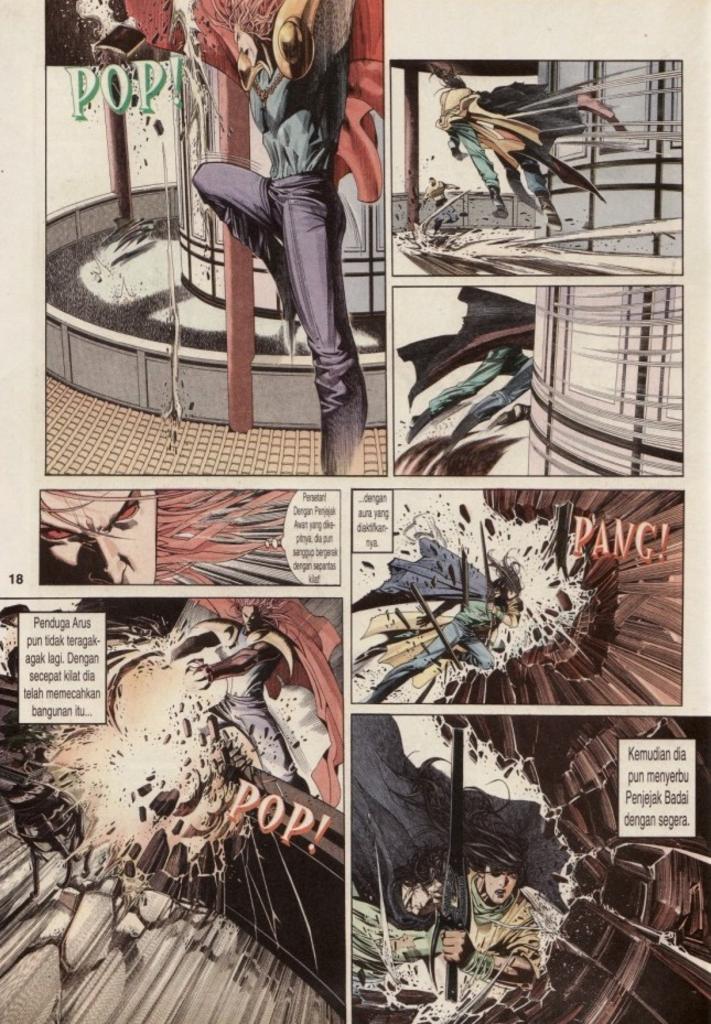 POP!
Persetan!
Dengan Penjejak
Awan yang dike-
pitnya, dia pun
sanggup bergerak
dengan sepantas
kilat!
...dengan
aura yang
diaktifkan-
nya.
PANG!
18
Penduga Arus
pun tidak teragak-
agak lagi. Dengan
secepat kilat dia
telah memecahkan
bangunan itu...
POP!
Kemudian dia
pun menyerbu
Penjejak Badai
dengan segera.